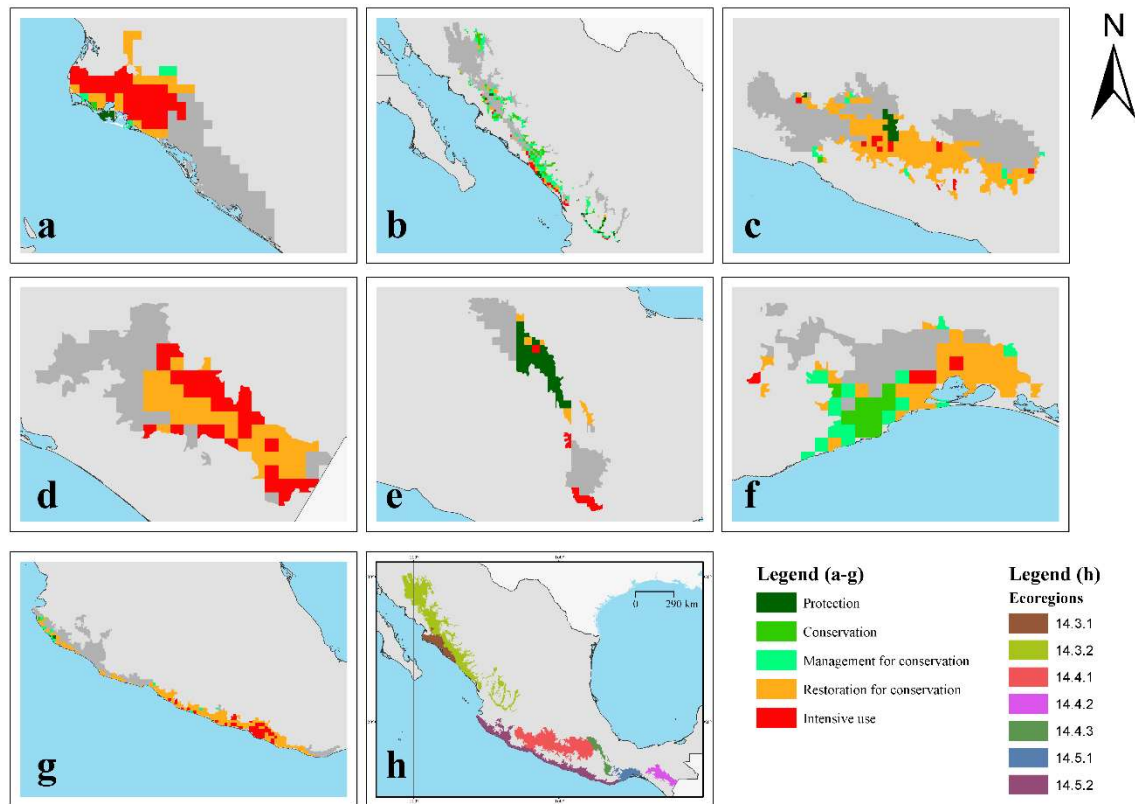 N
a
b
c
d
e
f
g
h
0 290 km
Legend (a-g)
Protection
Conservation
Management for conservation
Restoration for conservation
Intensive use
Legend (h)
Ecoregions
14.3.1
14.3.2
14.4.1
14.4.2
14.4.3
14.5.1
14.5.2